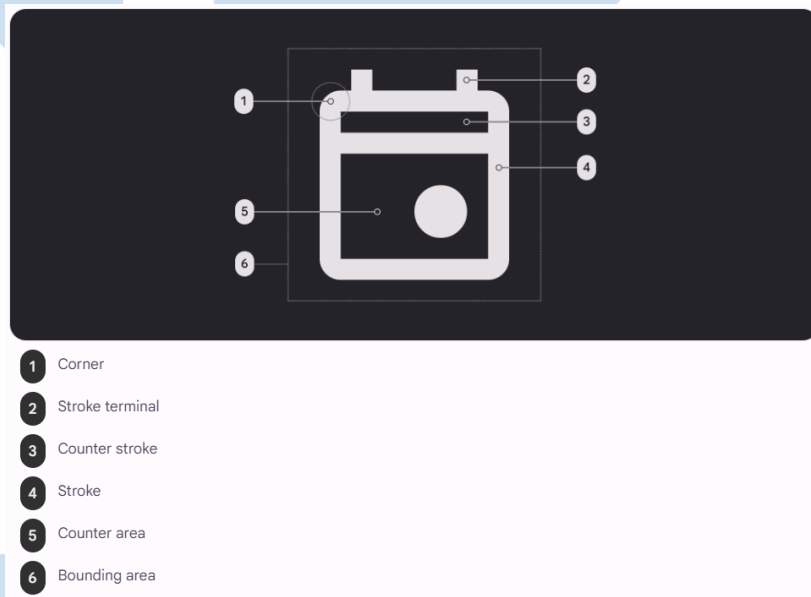 1
2
3
4
5
6
1 Corner
2 Stroke terminal
3 Counter stroke
4 Stroke
5 Counter area
6 Bounding area